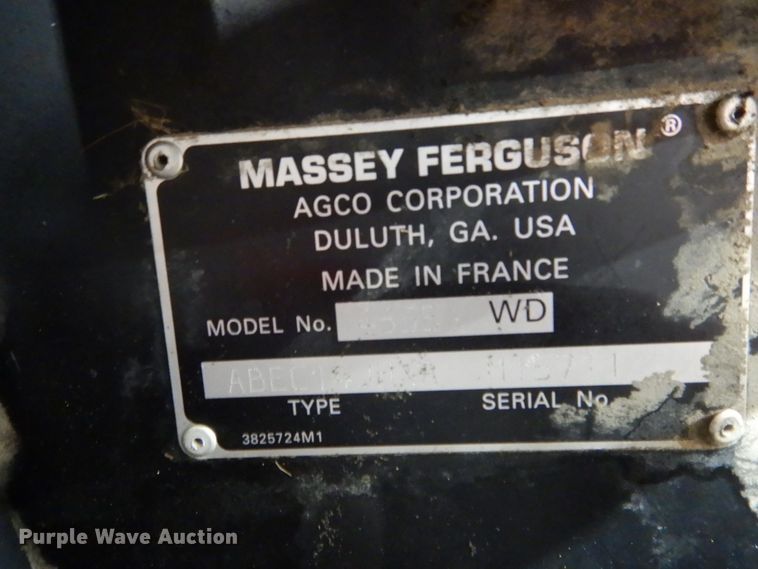 MASSEY FERGUSON®
AGCO CORPORATION
DULUTH, GA. USA
MADE IN FRANCE
MODEL No. WD
TYPE SERIAL No.
3825724M1
Purple Wave Auction